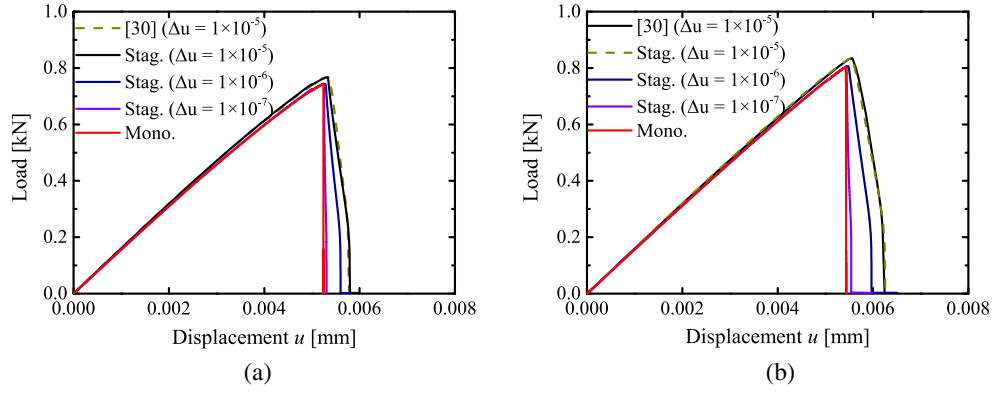 1.0
0.8
0.6
0.4
0.2
0.0
Load [kN]
[30] (Δu = 1×10⁻⁵)
Stag. (Δu = 1×10⁻⁵)
Stag. (Δu = 1×10⁻⁶)
Stag. (Δu = 1×10⁻⁷)
Mono.
0.000 0.002 0.004 0.006 0.008
Displacement u [mm]
(a)
1.0
0.8
0.6
0.4
0.2
0.0
Load [kN]
[30] (Δu = 1×10⁻⁵)
Stag. (Δu = 1×10⁻⁵)
Stag. (Δu = 1×10⁻⁶)
Stag. (Δu = 1×10⁻⁷)
Mono.
0.000 0.002 0.004 0.006 0.008
Displacement u [mm]
(b)